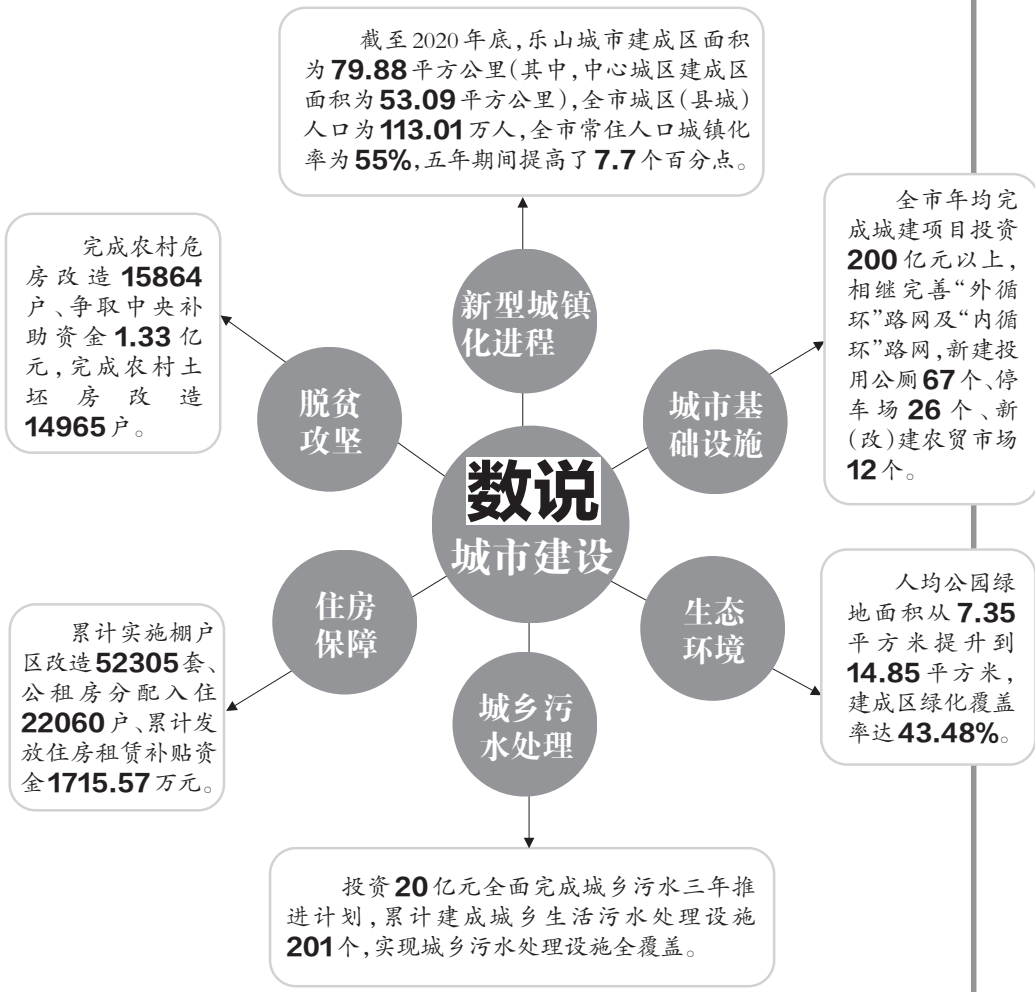 截至2020年底,乐山城市建成区面积
为79.88平方公里(其中,中心城区建成区
面积为53.09平方公里),全市城区(县城)
人口为113.01万人,全市常住人口城镇化
率为55%,五年期间提高了7.7个百分点。
新型城镇
化进程
完成农村危
房改造15864
户、争取中央补
助资金1.33亿
元,完成农村土
坯房改造
14965户。
脱贫
攻坚
全市年均完
成城建项目投资
200亿元以上,
相继完善“外循
环”路网及“内循
环”路网,新建投
用公厕67个、停
车场26个、新
(改)建农贸市场
12个。
城市基
础设施
数说
城市建设
住房
保障
累计实施棚户
区改造52305套、
公租房分配入住
22060户、累计发
放住房租赁补贴资
金1715.57万元。
生态
环境
人均公园绿
地面积从7.35
平方米提升到
14.85平方米,
建成区绿化覆盖
率达43.48%。
城乡污
水处理
投资20亿元全面完成城乡污水三年推
进计划,累计建成城乡生活污水处理设施
201个,实现城乡污水处理设施全覆盖。